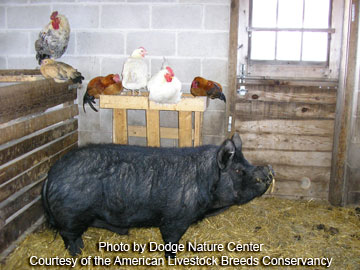 Photo by Dodge Nature Center
Courtesy of the American Livestock Breeds Conservancy